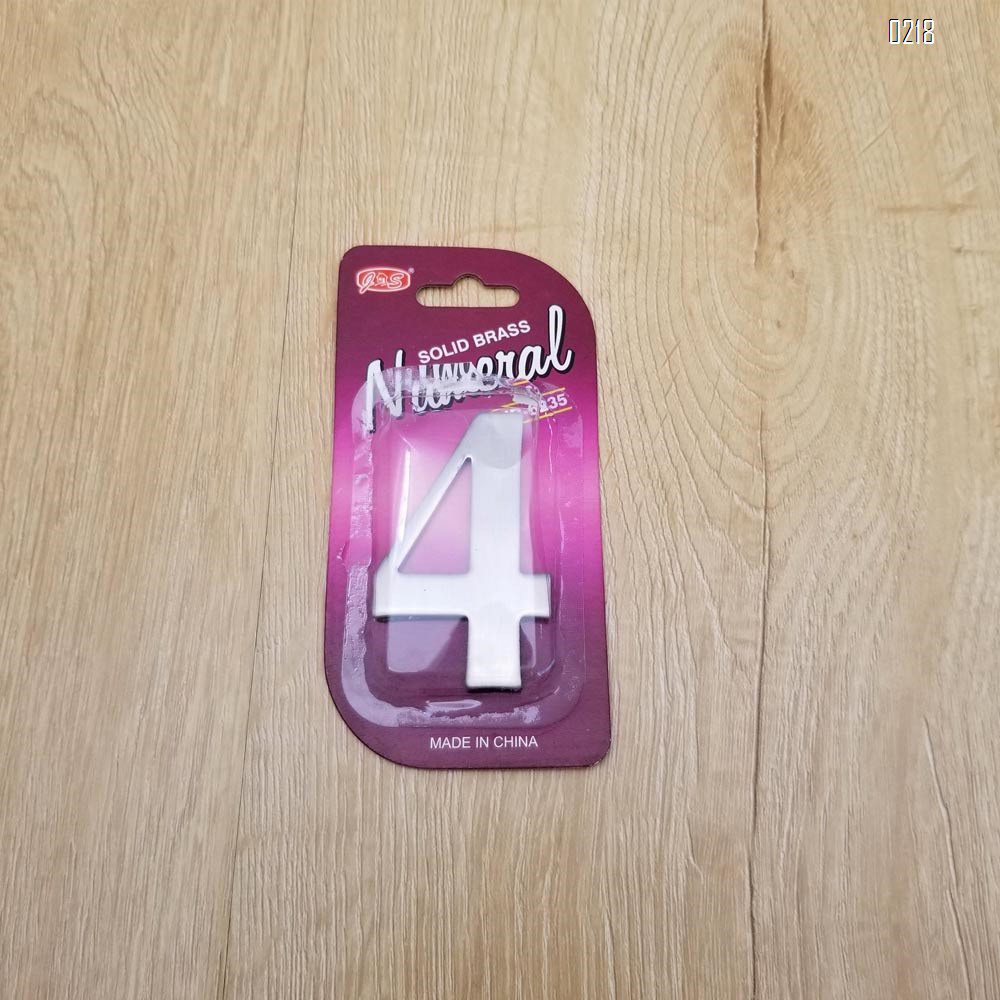 0218
SOLID BRASS
Numeral
4
MADE IN CHINA